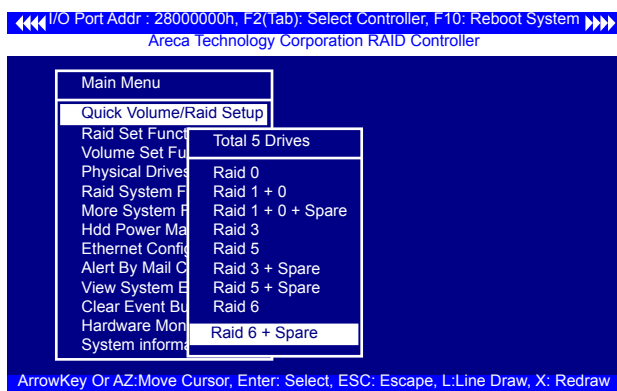 I/O Port Addr : 28000000h, F2(Tab): Select Controller, F10: Reboot System
Areca Technology Corporation RAID Controller
Main Menu
Quick Volume/Raid Setup
Raid Set Funct
Volume Set Fu
Physical Drives
Raid System F
More System F
Hdd Power Ma
Ethernet Config
Alert By Mail C
View System E
Clear Event Bu
Hardware Mon
System informa
Total 5 Drives
Raid 0
Raid 1 + 0
Raid 1 + 0 + Spare
Raid 3
Raid 5
Raid 3 + Spare
Raid 5 + Spare
Raid 6
Raid 6 + Spare
ArrowKey Or AZ:Move Cursor, Enter: Select, ESC: Escape, L:Line Draw, X: Redraw